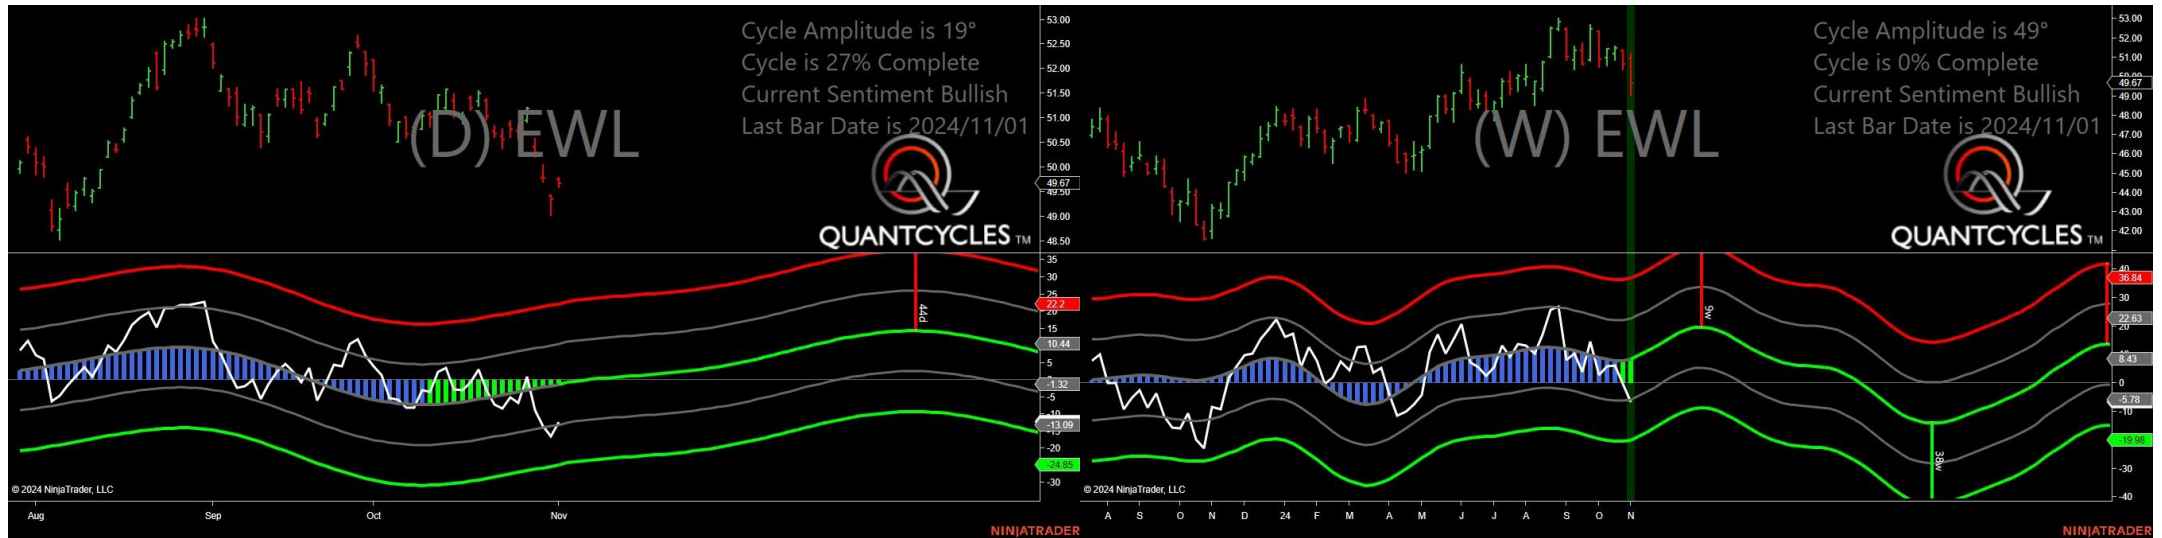 Cycle Amplitude is 19°
Cycle is 27% Complete
Current Sentiment Bullish
Last Bar Date is 2024/11/01
(D) EWL
QUANTCYCLES TM
53.00
52.50
52.00
51.50
51.00
50.50
50.00
49.67
49.50
49.00
48.50
35
30
25
22.2
20
15
10.44
5
-1.32
-5
-10
-13.09
-20
-24.85
-30
44d
© 2024 NinjaTrader, LLC
Aug Sep Oct Nov
NINJATRADER
Cycle Amplitude is 49°
Cycle is 0% Complete
Current Sentiment Bullish
Last Bar Date is 2024/11/01
(W) EWL
QUANTCYCLES TM
53.00
52.00
51.00
49.67
49.00
48.00
47.00
46.00
45.00
44.00
43.00
42.00
40
36.84
30
22.63
20
8.43
0
-5.78
-10
-19.98
-30
-40
9w
38w
© 2024 NinjaTrader, LLC
A S O N D 24 F M A M J J A S O N
NINJATRADER